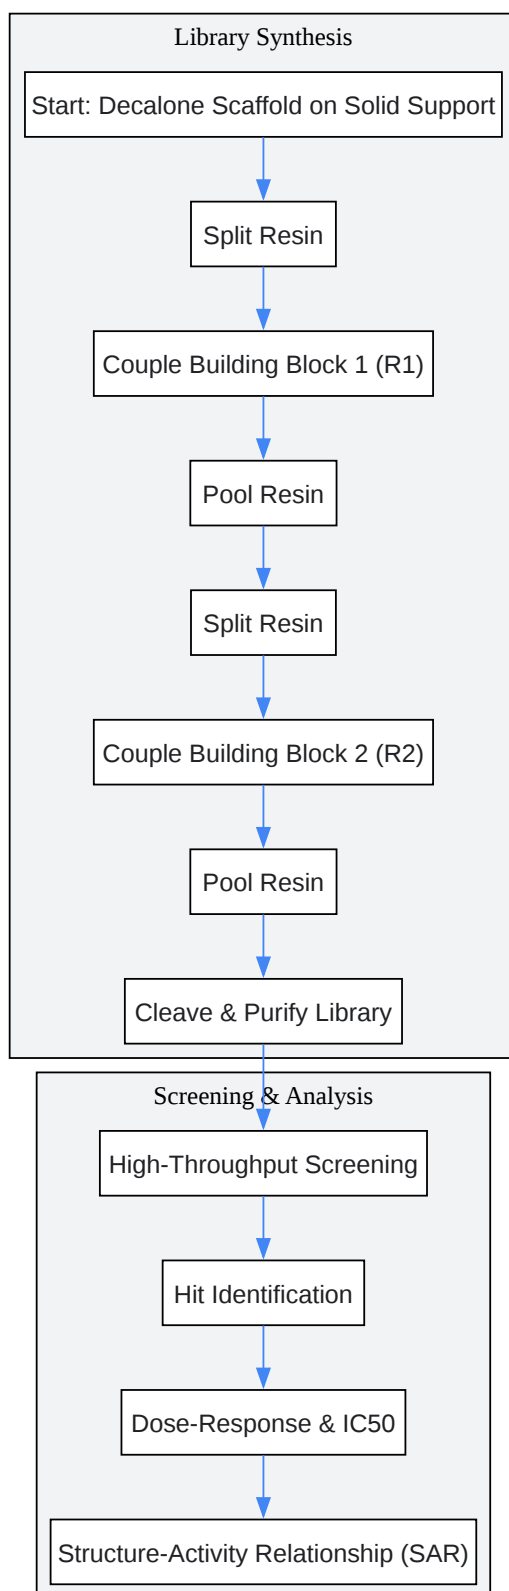 Library Synthesis
Start: Decalone Scaffold on Solid Support
Split Resin
Couple Building Block 1 (R1)
Pool Resin
Split Resin
Couple Building Block 2 (R2)
Pool Resin
Cleave & Purify Library
Screening & Analysis
High-Throughput Screening
Hit Identification
Dose-Response & IC50
Structure-Activity Relationship (SAR)